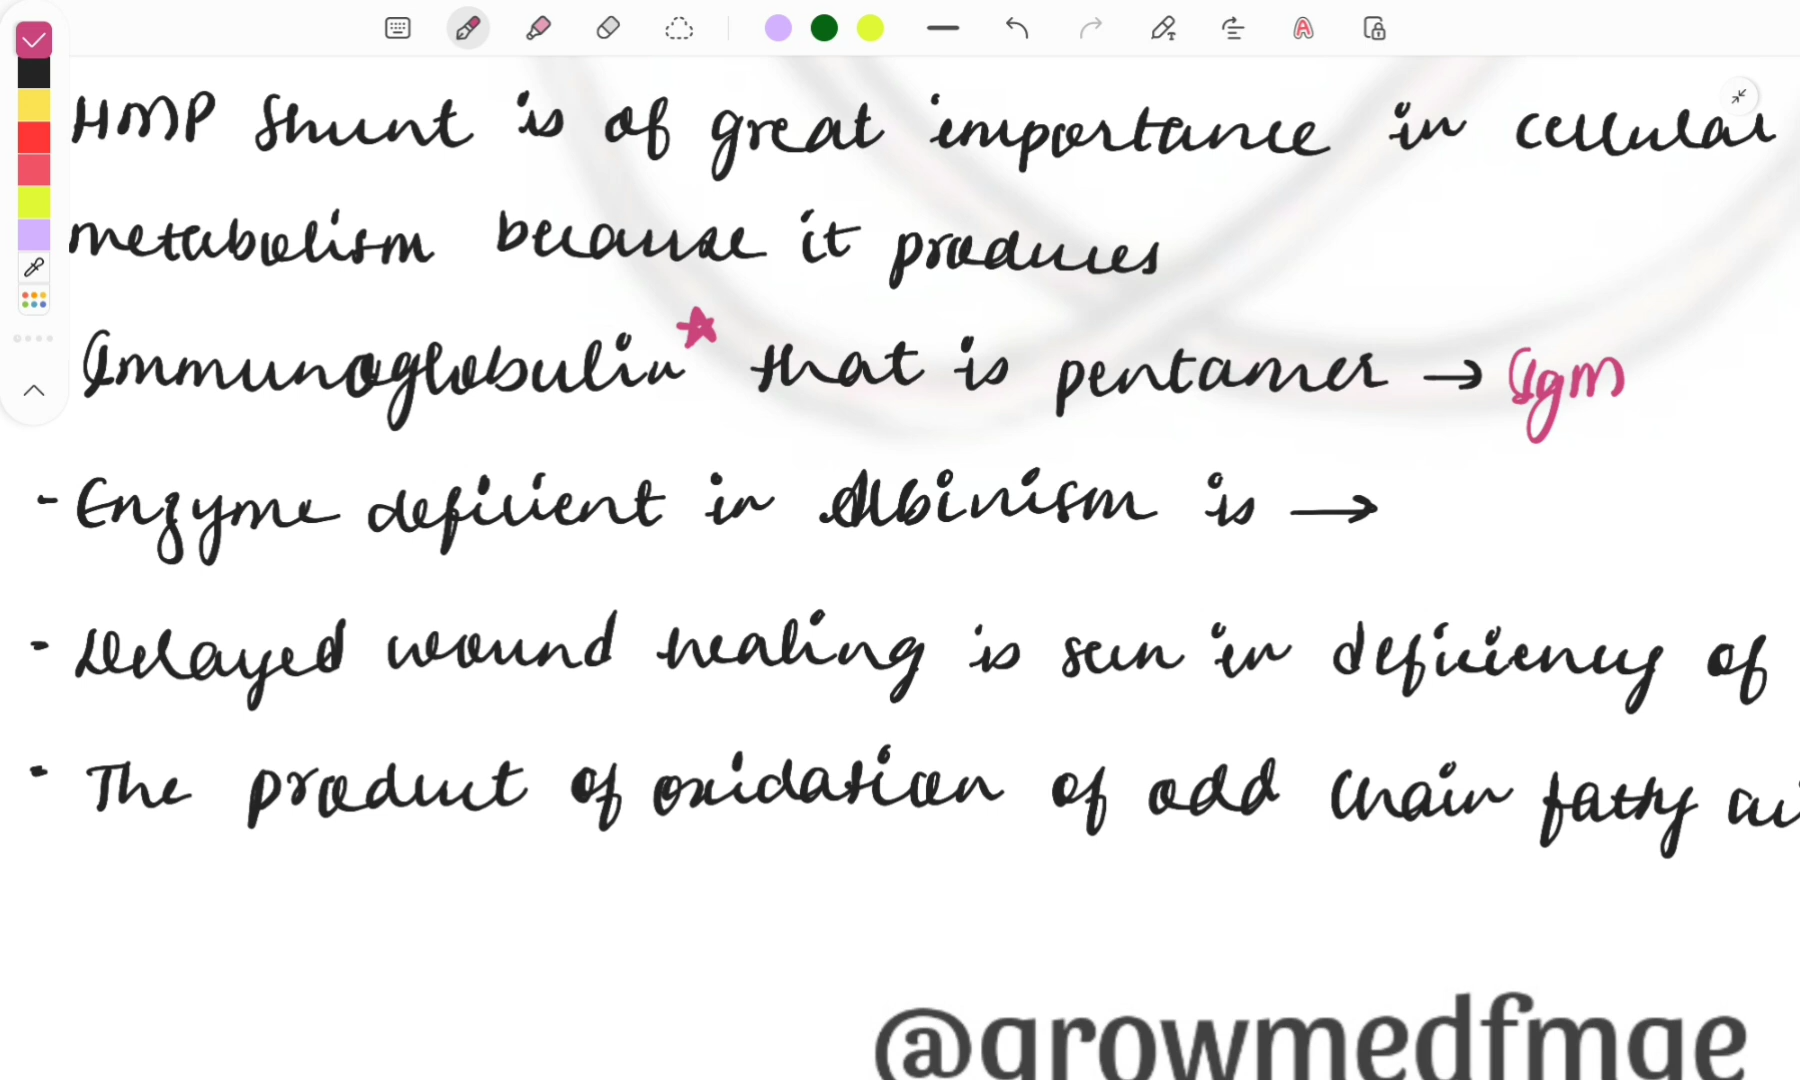 HMP Shunt is of great importance in cellular
metabolism because it produces
Immunoglobulin that is pentamer → Igm
- Enzyme deficient in Albinism is →
- Delayed wound healing is seen in deficiency of
- The product of oxidation of odd chain fatty aci
@growmedfmge